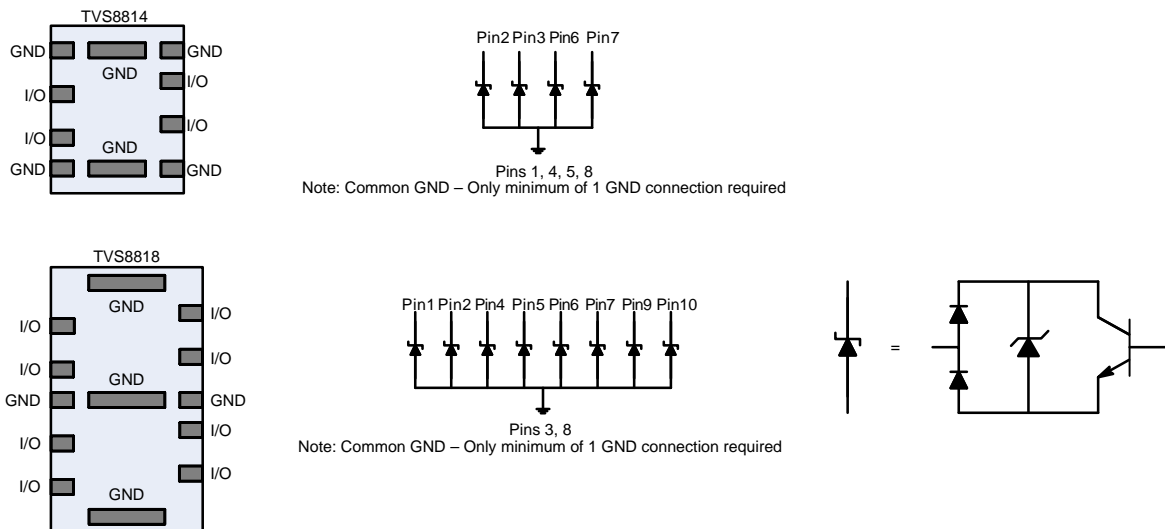 TVS8814
GND
GND
GND
I/O
I/O
I/O
I/O
GND
GND
GND
Pin2 Pin3 Pin6 Pin7
Pins 1, 4, 5, 8
Note: Common GND – Only minimum of 1 GND connection required
TVS8818
GND
I/O
I/O
I/O
I/O
GND
GND
GND
I/O
I/O
I/O
I/O
GND
Pin1 Pin2 Pin4 Pin5 Pin6 Pin7 Pin9 Pin10
Pins 3, 8
Note: Common GND – Only minimum of 1 GND connection required
=